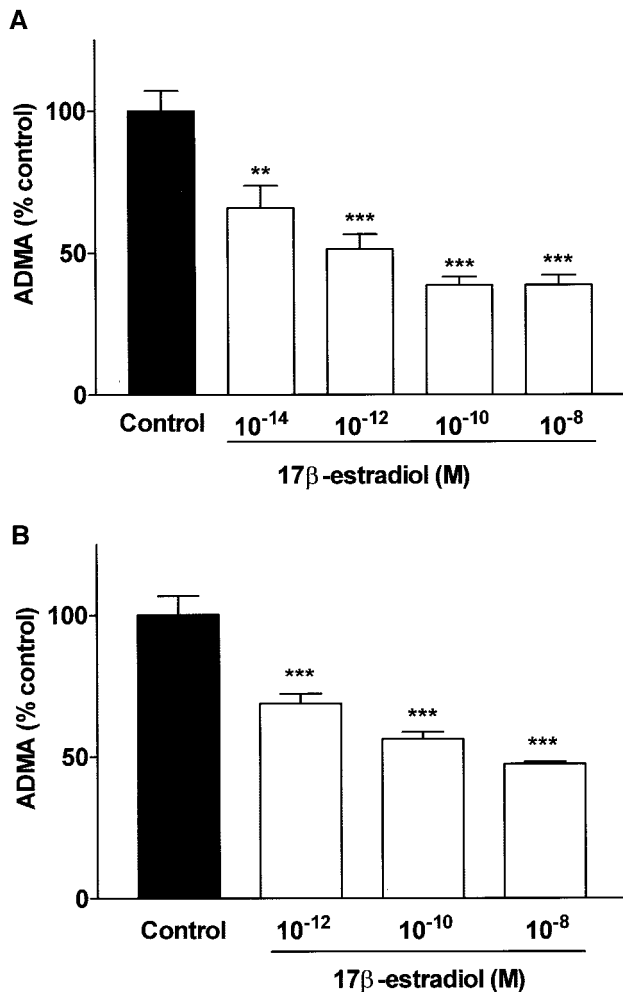 A
ADMA (% control)
100
50
0
**
***
***
***
Control 10⁻¹⁴ 10⁻¹² 10⁻¹⁰ 10⁻⁸
17β-estradiol (M)
B
ADMA (% control)
100
50
0
***
***
***
Control 10⁻¹² 10⁻¹⁰ 10⁻⁸
17β-estradiol (M)